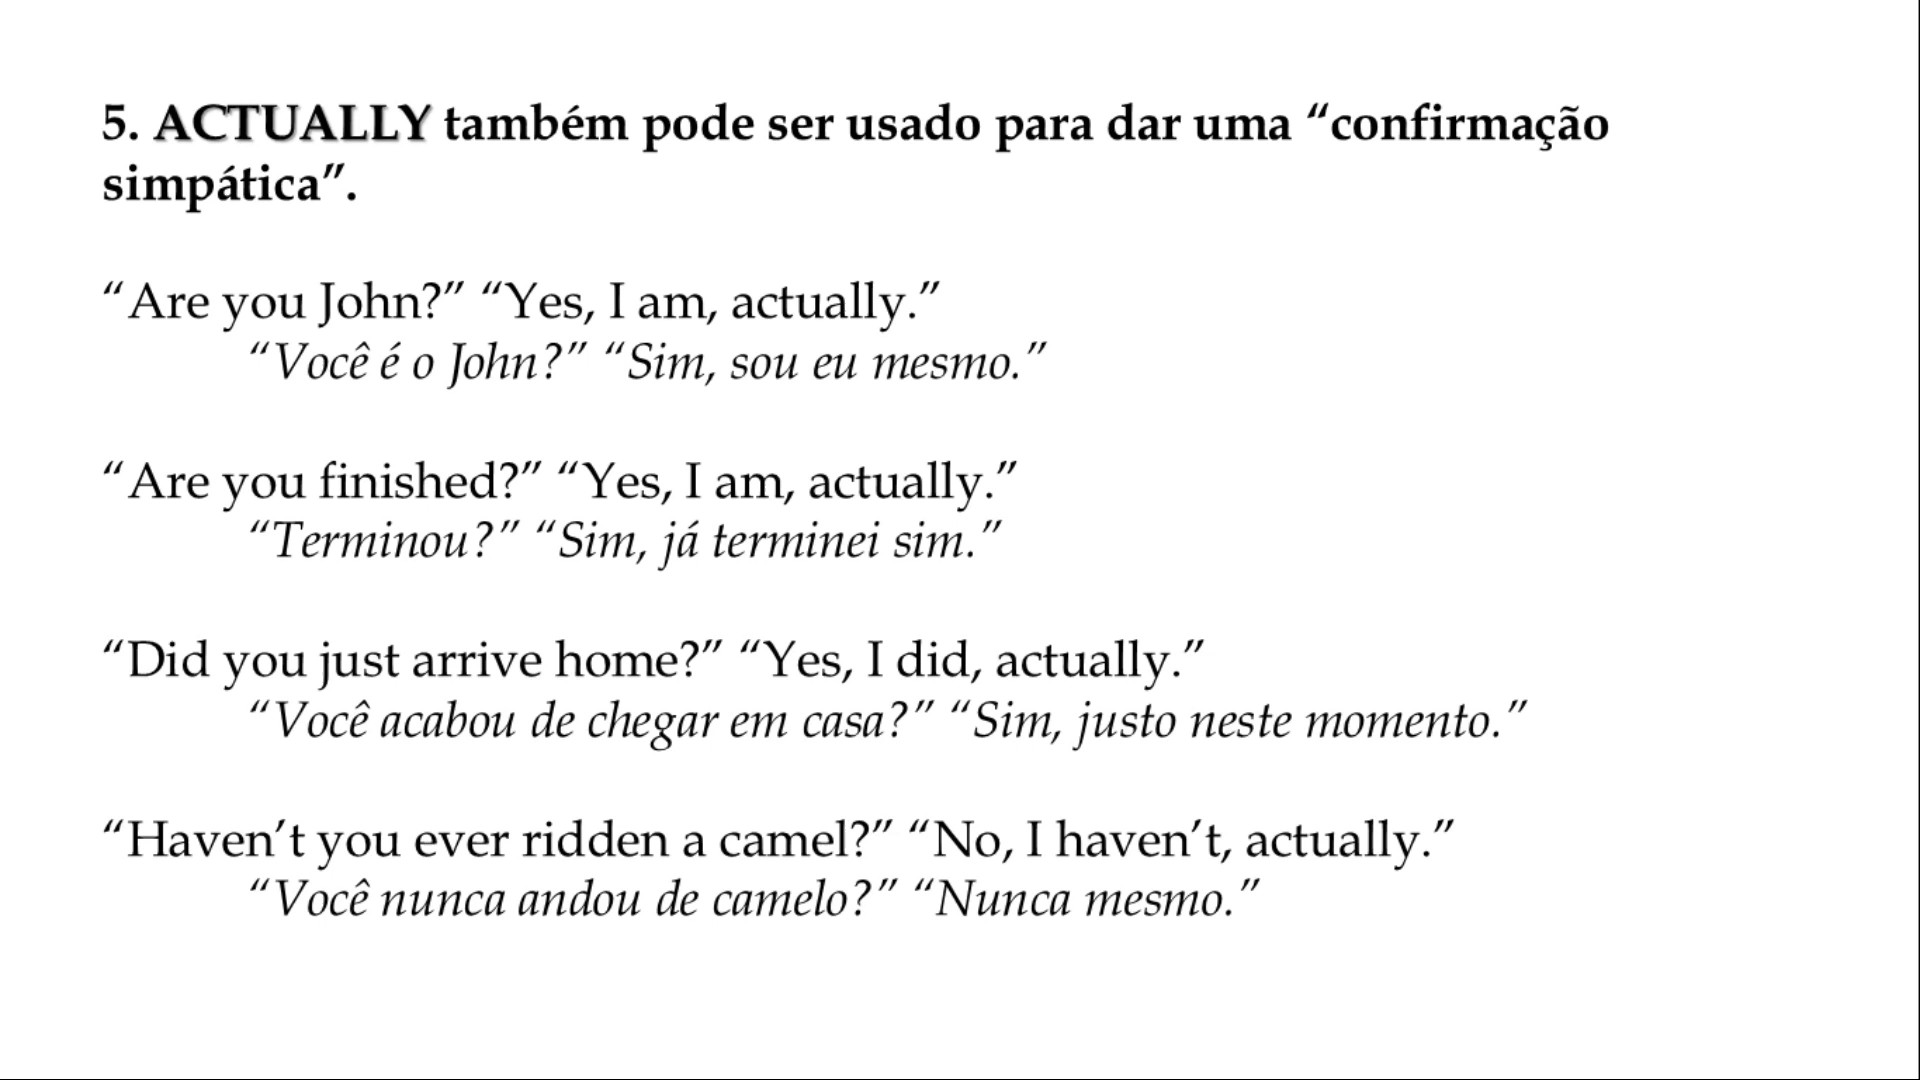 5. ACTUALLY também pode ser usado para dar uma “confirmação
simpática”.
“Are you John?” “Yes, I am, actually.”
“Você é o John?” “Sim, sou eu mesmo.”
“Are you finished?” “Yes, I am, actually.”
“Terminou?” “Sim, já terminei sim.”
“Did you just arrive home?” “Yes, I did, actually.”
“Você acabou de chegar em casa?” “Sim, justo neste momento.”
“Haven’t you ever ridden a camel?” “No, I haven’t, actually.”
“Você nunca andou de camelo?” “Nunca mesmo.”